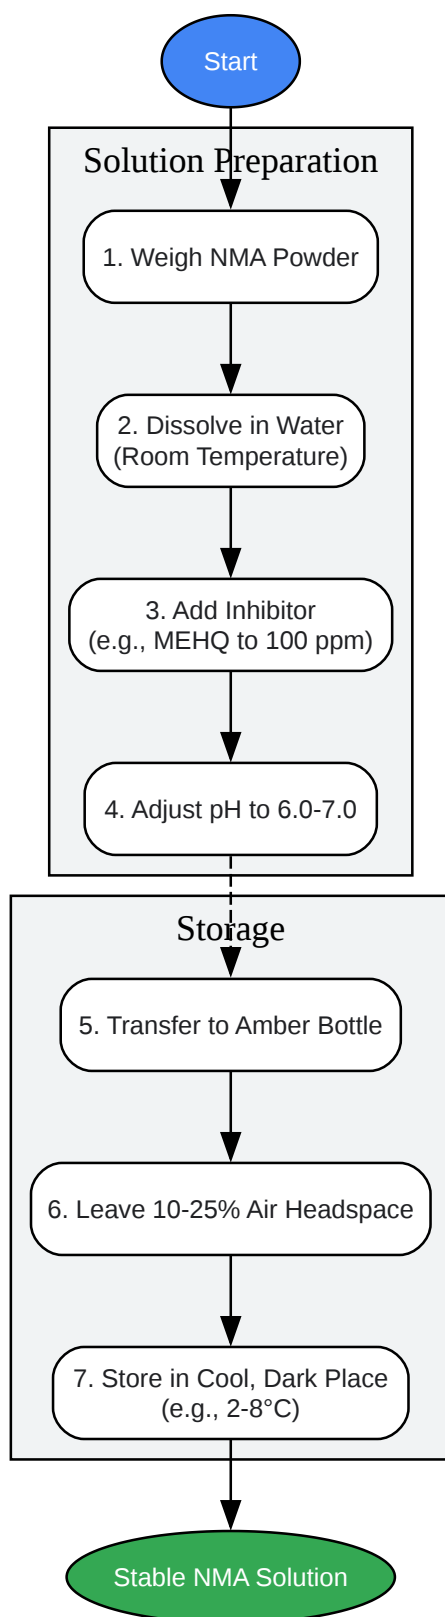 Start
Solution Preparation
1. Weigh NMA Powder
2. Dissolve in Water
(Room Temperature)
3. Add Inhibitor
(e.g., MEHQ to 100 ppm)
4. Adjust pH to 6.0-7.0
Storage
5. Transfer to Amber Bottle
6. Leave 10-25% Air Headspace
7. Store in Cool, Dark Place
(e.g., 2-8°C)
Stable NMA Solution